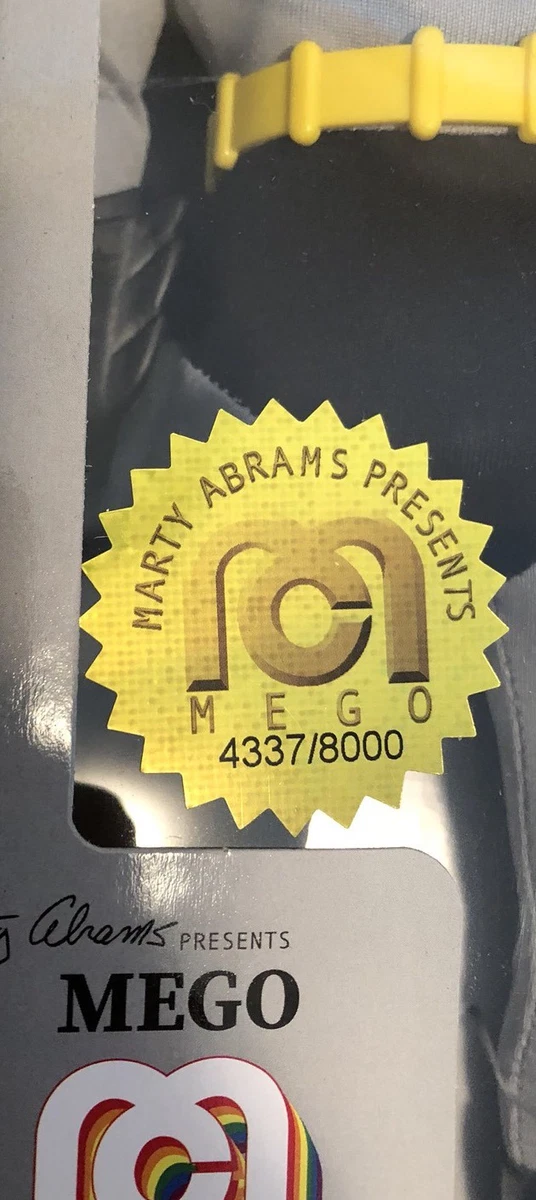 MARTY ABRAMS PRESENTS
MEGO
4337/8000
Abrams PRESENTS
MEGO